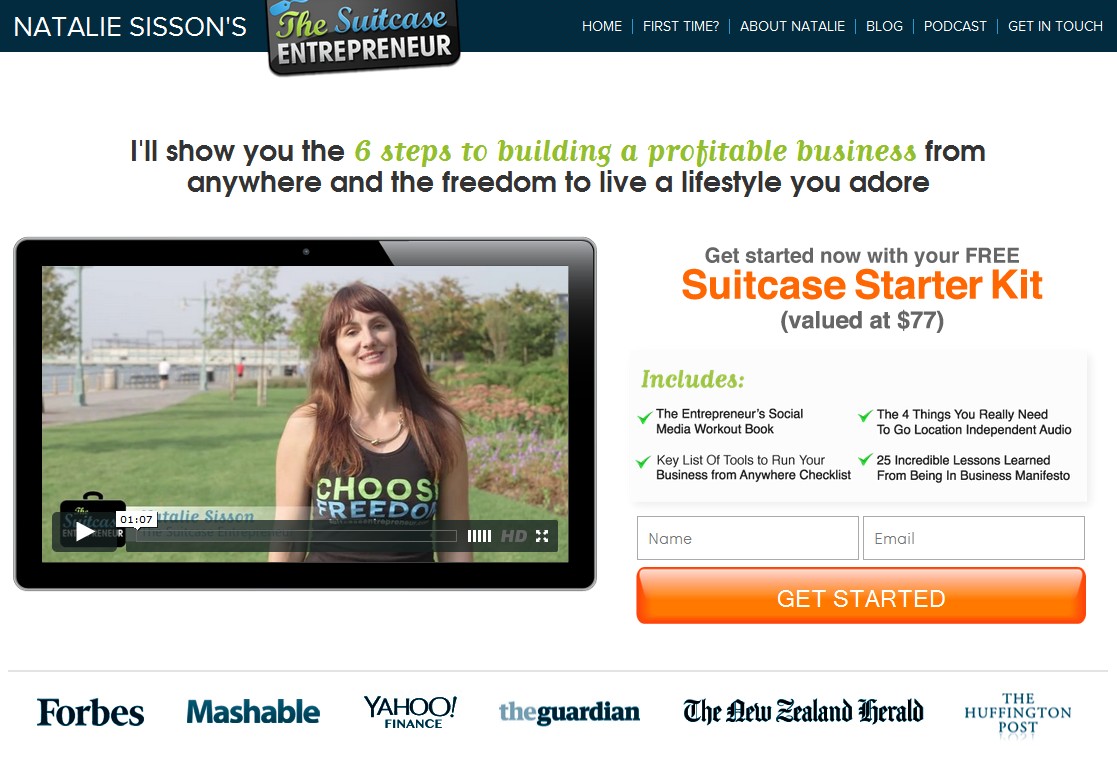 NATALIE SISSON'S
The Suitcase
ENTREPRENEUR
HOME | FIRST TIME? | ABOUT NATALIE | BLOG | PODCAST | GET IN TOUCH
I'll show you the 6 steps to building a profitable business from
anywhere and the freedom to live a lifestyle you adore
CHOOSE
FREEDOM
Natalie Sisson
The Suitcase Entrepreneur
The
Suitcase
ENTREPRENEUR
01:07
HD
Get started now with your FREE
Suitcase Starter Kit
(valued at $77)
Includes:
The Entrepreneur's Social
Media Workout Book
Key List Of Tools to Run Your
Business from Anywhere Checklist
The 4 Things You Really Need
To Go Location Independent Audio
25 Incredible Lessons Learned
From Being In Business Manifesto
Name
Email
GET STARTED
Forbes
Mashable
YAHOO!
FINANCE
theguardian
The New Zealand Herald
THE
HUFFINGTON
POST